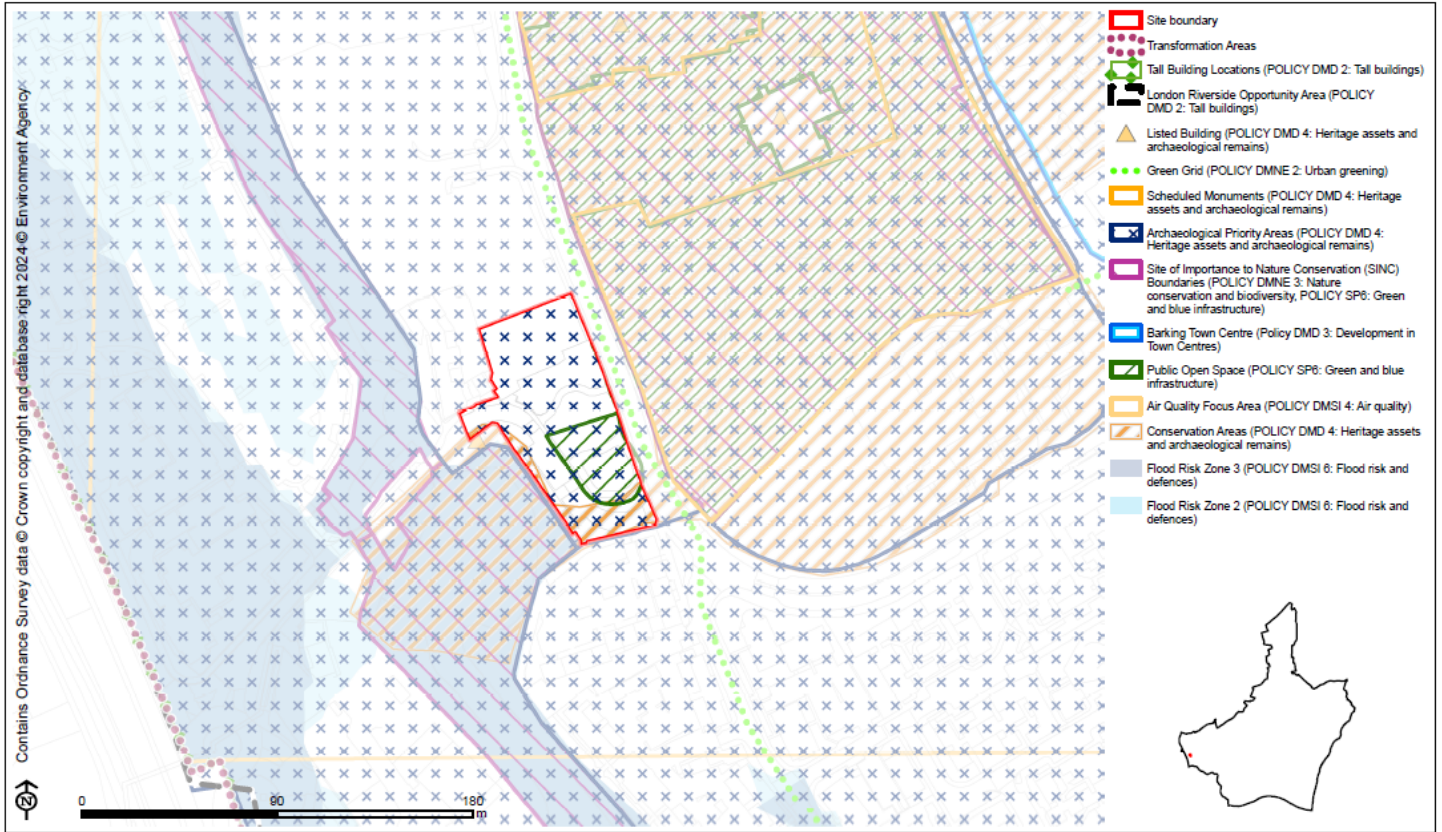 Contains Ordnance Survey data © Crown copyright and database right 2024 © Environment Agency
Site boundary
Transformation Areas
Tall Building Locations (POLICY DMD 2: Tall buildings)
London Riverside Opportunity Area (POLICY
DMD 2: Tall buildings)
Listed Building (POLICY DMD 4: Heritage assets and
archaeological remains)
Green Grid (POLICY DMNE 2: Urban greening)
Scheduled Monuments (POLICY DMD 4: Heritage
assets and archaeological remains)
Archaeological Priority Areas (POLICY DMD 4:
Heritage assets and archaeological remains)
Site of Importance to Nature Conservation (SINC)
Boundaries (POLICY DMNE 3: Nature
conservation and biodiversity, POLICY SP6: Green
and blue infrastructure)
Barking Town Centre (Policy DMD 3: Development in
Town Centres)
Public Open Space (POLICY SP6: Green and blue
infrastructure)
Air Quality Focus Area (POLICY DMSI 4: Air quality)
Conservation Areas (POLICY DMD 4: Heritage assets
and archaeological remains)
Flood Risk Zone 3 (POLICY DMSI 6: Flood risk and
defences)
Flood Risk Zone 2 (POLICY DMSI 6: Flood risk and
defences)
N
0 90 180
m